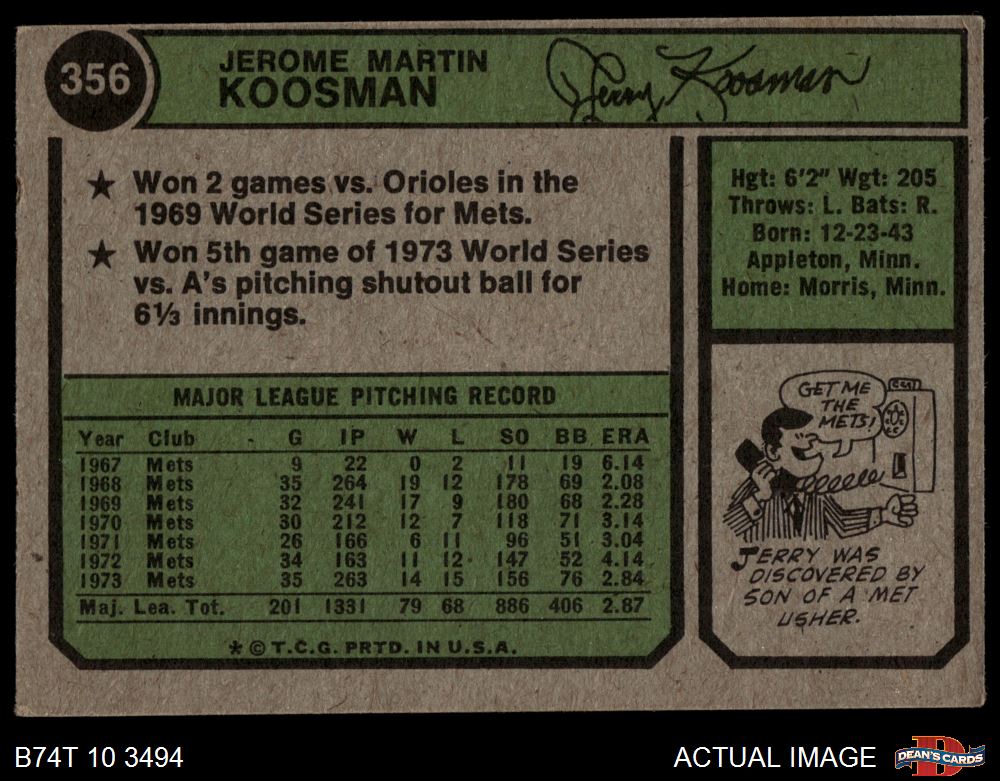 356
JEROME MARTIN
KOOSMAN
Jerry Koosman
★ Won 2 games vs. Orioles in the
1969 World Series for Mets.
★ Won 5th game of 1973 World Series
vs. A's pitching shutout ball for
6⅓ innings.
Hgt: 6'2" Wgt: 205
Throws: L. Bats: R.
Born: 12-23-43
Appleton, Minn.
Home: Morris, Minn.
MAJOR LEAGUE PITCHING RECORD
Year Club G IP W L SO BB ERA
1967 Mets 9 22 0 2 11 19 6.14
1968 Mets 35 264 19 12 178 69 2.08
1969 Mets 32 241 17 9 180 68 2.28
1970 Mets 30 212 12 7 118 71 3.14
1971 Mets 26 166 6 11 96 51 3.04
1972 Mets 34 163 11 12 147 52 4.14
1973 Mets 35 263 14 15 156 76 2.84
Maj. Lea. Tot. 201 1331 79 68 886 406 2.87
* © T.C.G. PRTD. IN U.S.A.
GET ME
THE
METS!
JERRY WAS
DISCOVERED BY
SON OF A MET
USHER.
B74T 10 3494
ACTUAL IMAGE
D
DEAN'S CARDS